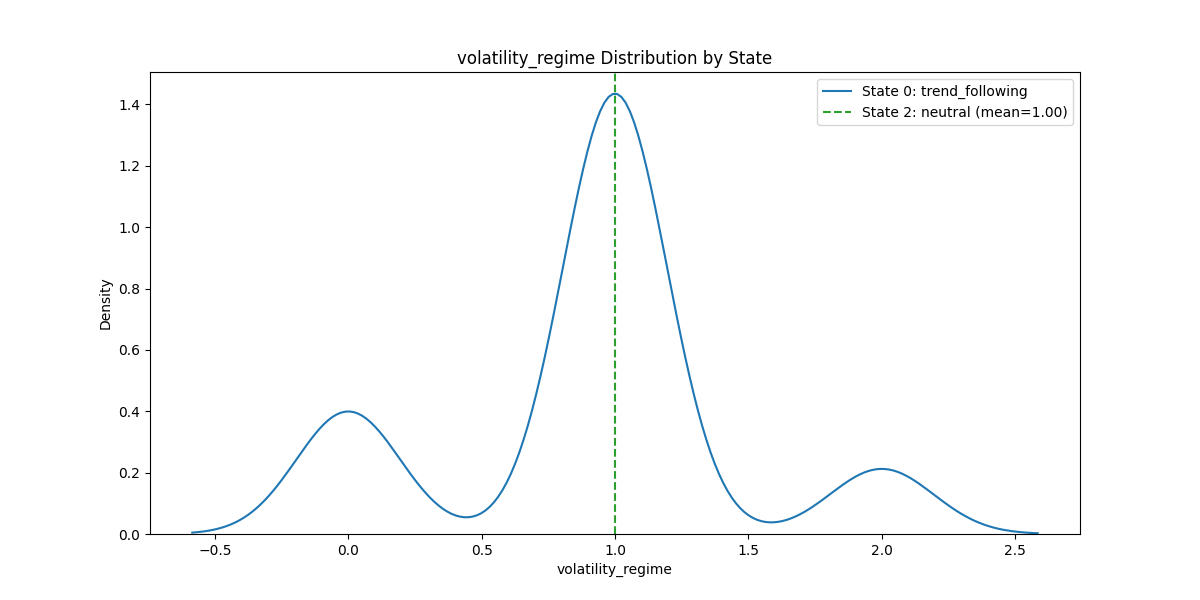 volatility_regime Distribution by State
State 0: trend_following
State 2: neutral (mean=1.00)
1.4
1.2
1.0
0.8
0.6
0.4
0.2
0.0
Density
−0.5 0.0 0.5 1.0 1.5 2.0 2.5
volatility_regime